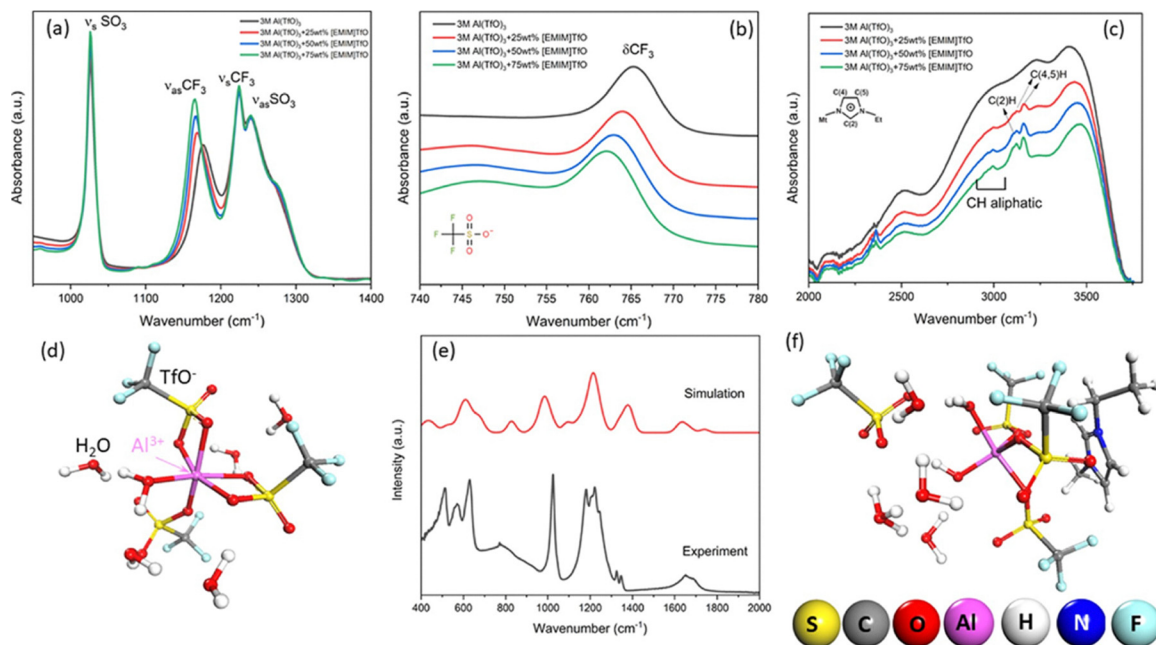 (a)
νs SO₃
νasCF₃
νsCF₃
νasSO₃
3M Al(TfO)₃
3M Al(TfO)₃+25wt% [EMIM]TfO
3M Al(TfO)₃+50wt% [EMIM]TfO
3M Al(TfO)₃+75wt% [EMIM]TfO
Absorbance (a.u.)
1000 1100 1200 1300 1400
Wavenumber (cm⁻¹)
(b)
3M Al(TfO)₃
3M Al(TfO)₃+25wt% [EMIM]TfO
3M Al(TfO)₃+50wt% [EMIM]TfO
3M Al(TfO)₃+75wt% [EMIM]TfO
δCF₃
F
F
F
S
O
O
O⁻
Absorbance (a.u.)
740 745 750 755 760 765 770 775 780
Wavenumber (cm⁻¹)
(c)
3M Al(TfO)₃
3M Al(TfO)₃+25wt% [EMIM]TfO
3M Al(TfO)₃+50wt% [EMIM]TfO
3M Al(TfO)₃+75wt% [EMIM]TfO
C(4,5)H
C(2)H
C(4) C(5)
N N
Mt Et
C(2)
CH aliphatic
Absorbance (a.u.)
2000 2500 3000 3500
Wavenumber (cm⁻¹)
(d)
TfO⁻
H₂O
Al³⁺
(e)
Simulation
Experiment
Intensity (a.u.)
400 600 800 1000 1200 1400 1600 1800 2000
Wavenumber (cm⁻¹)
(f)
S C O Al H N F